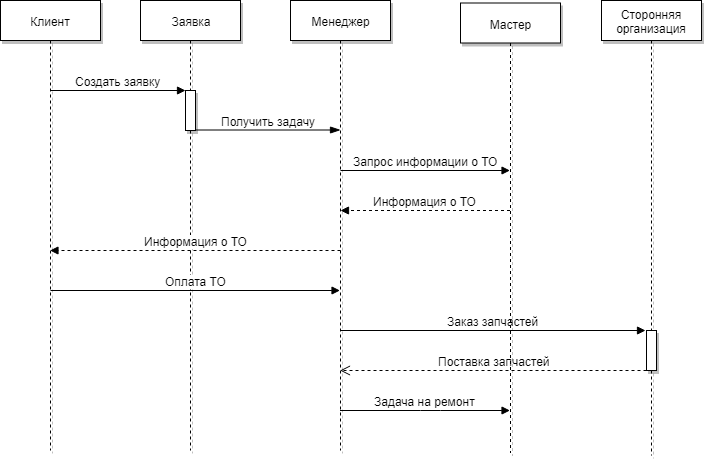 Клиент
Заявка
Менеджер
Мастер
Сторонняя
организация
Создать заявку
Получить задачу
Запрос информации о ТО
Информация о ТО
Информация о ТО
Оплата ТО
Заказ запчастей
Поставка запчастей
Задача на ремонт